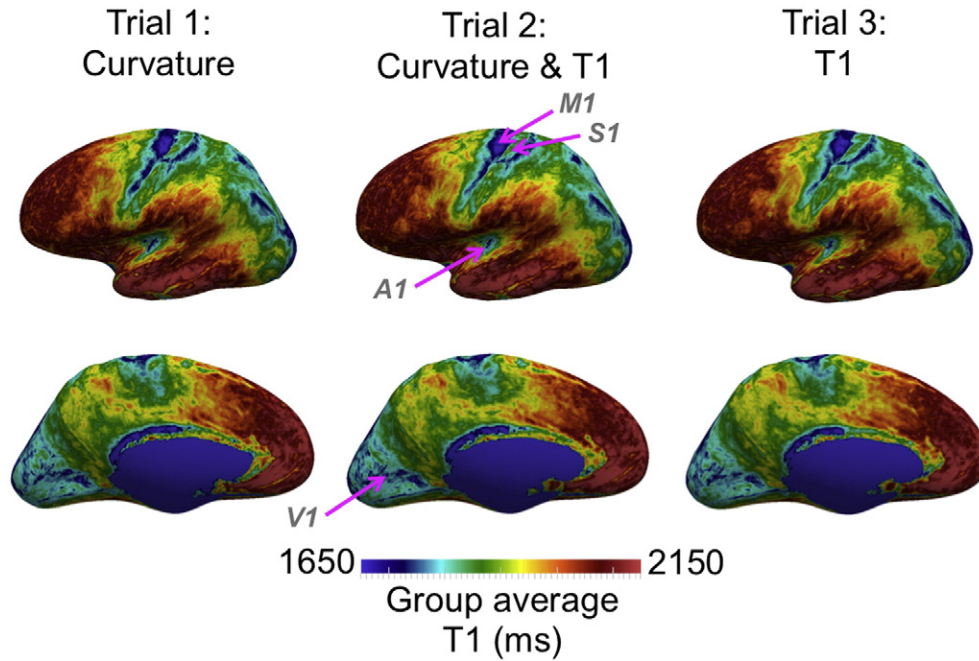 Trial 1:
Curvature
Trial 2:
Curvature & T1
Trial 3:
T1
M1
S1
A1
V1
1650
2150
Group average
T1 (ms)